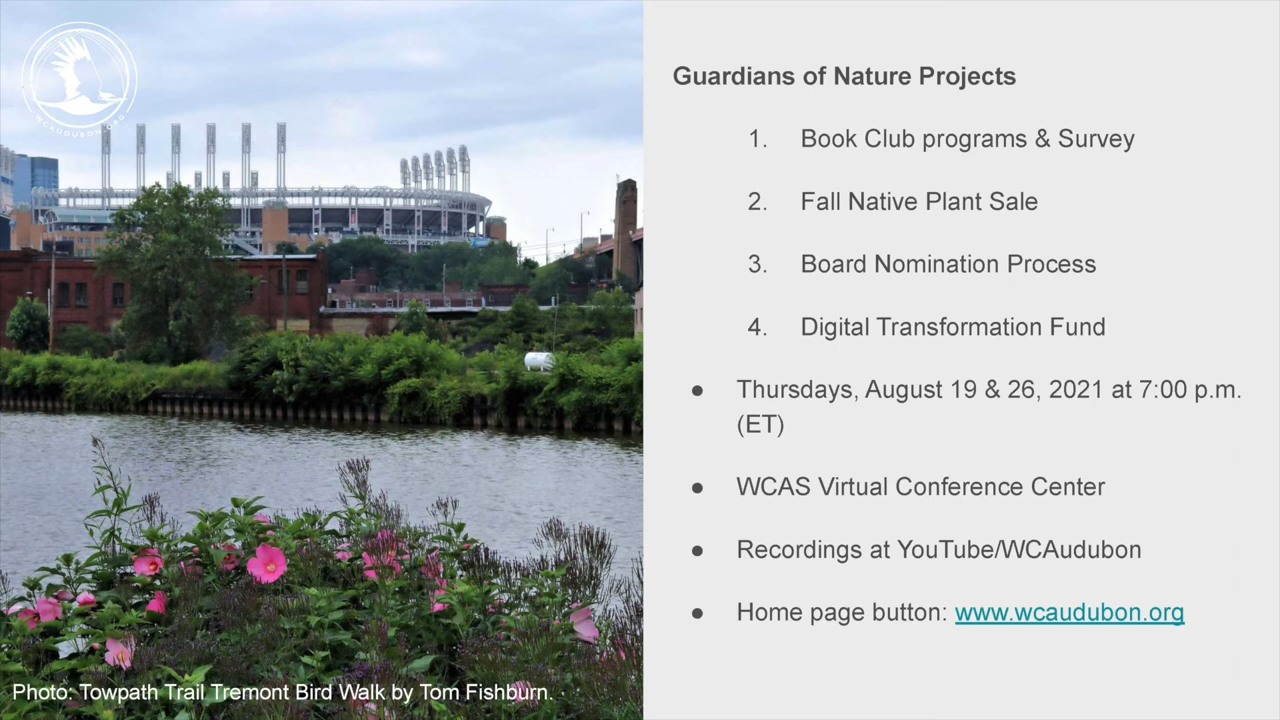 WCAUDUBON.ORG
Guardians of Nature Projects
1. Book Club programs & Survey
2. Fall Native Plant Sale
3. Board Nomination Process
4. Digital Transformation Fund
● Thursdays, August 19 & 26, 2021 at 7:00 p.m.
(ET)
● WCAS Virtual Conference Center
● Recordings at YouTube/WCAudubon
● Home page button: www.wcaudubon.org
Photo: Towpath Trail Tremont Bird Walk by Tom Fishburn.